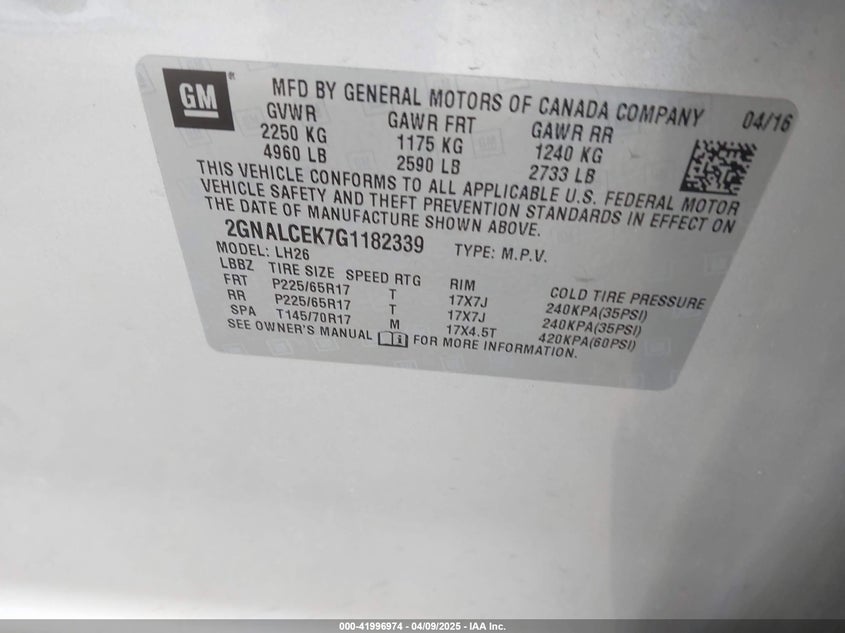 GM ®
MFD BY GENERAL MOTORS OF CANADA COMPANY 04/16
GVWR GAWR FRT GAWR RR
2250 KG 1175 KG 1240 KG
4960 LB 2590 LB 2733 LB
THIS VEHICLE CONFORMS TO ALL APPLICABLE U.S. FEDERAL MOTOR
VEHICLE SAFETY AND THEFT PREVENTION STANDARDS IN EFFECT ON
THE DATE OF MANUFACTURE SHOWN ABOVE.
2GNALCEK7G1182339 TYPE: M.P.V.
MODEL: LH26
LBBZ TIRE SIZE SPEED RTG RIM COLD TIRE PRESSURE
FRT P225/65R17 T 17X7J 240KPA(35PSI)
RR P225/65R17 T 17X7J 240KPA(35PSI)
SPA T145/70R17 M 17X4.5T 420KPA(60PSI)
SEE OWNER'S MANUAL FOR MORE INFORMATION.
000-41996974 / 04/09/2025 - IAA Inc.